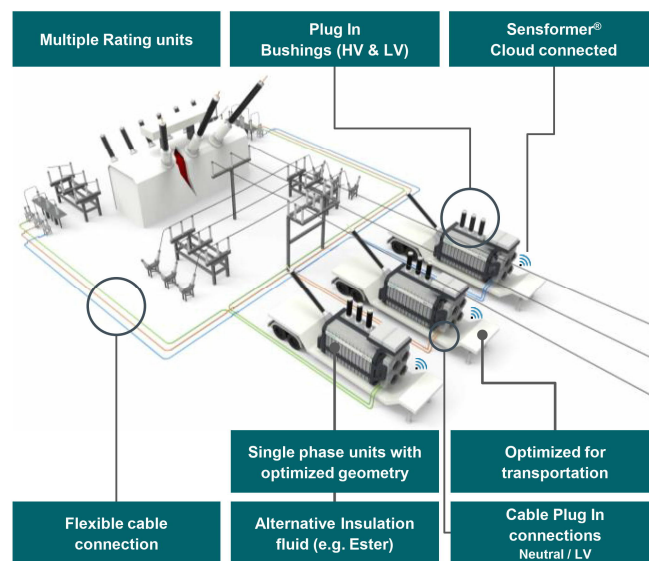 Multiple Rating units
Plug In
Bushings (HV & LV)
Sensformer®
Cloud connected
Single phase units with
optimized geometry
Optimized for
transportation
Flexible cable
connection
Alternative Insulation
fluid (e.g. Ester)
Cable Plug In
connections
Neutral / LV